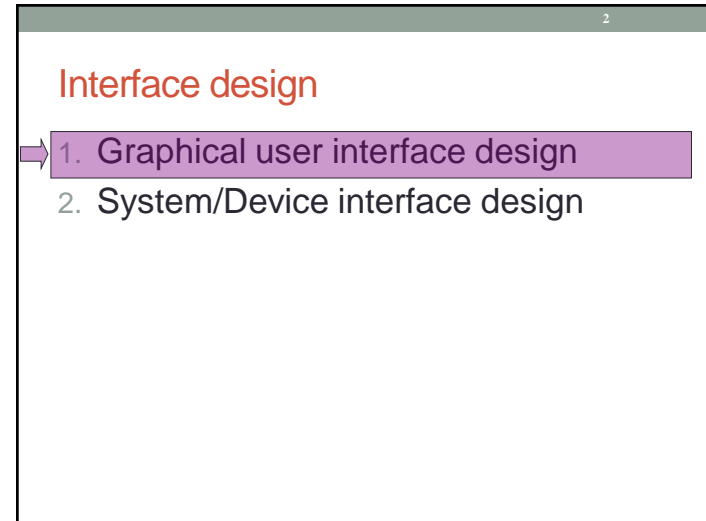 2
Interface design
1. Graphical user interface design
2. System/Device interface design